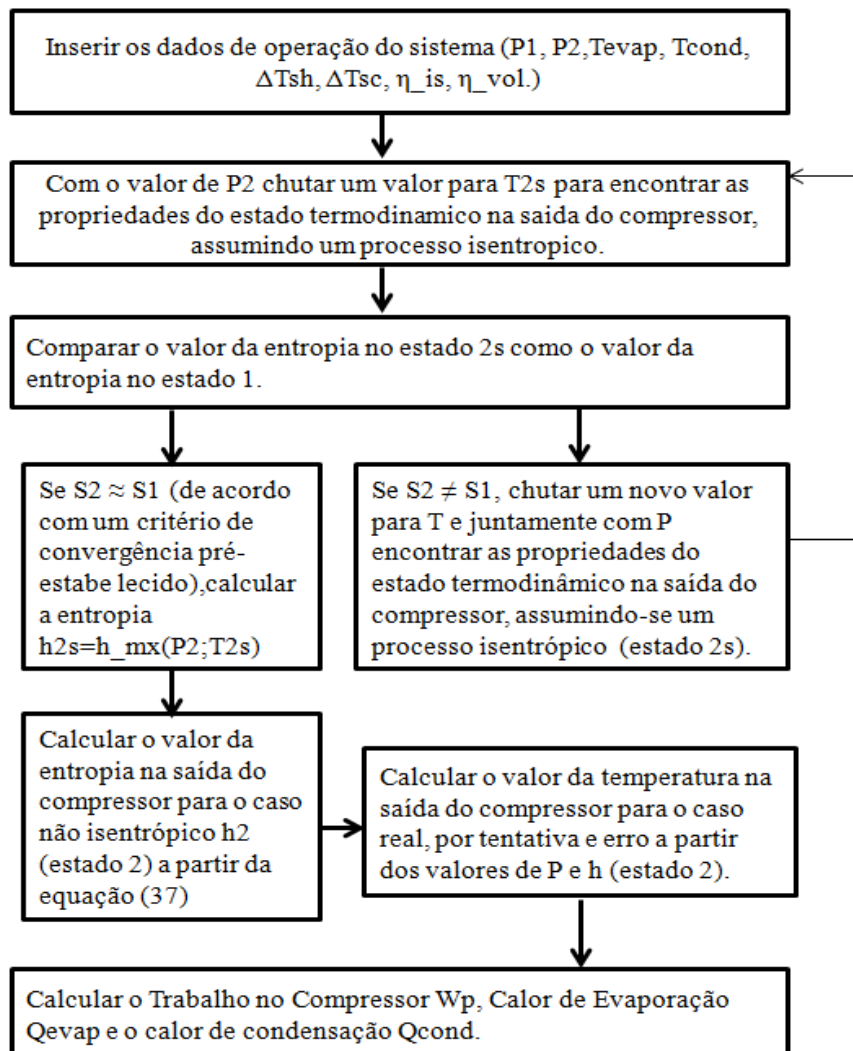 Inserir os dados de operação do sistema (P1, P2,Tevap, Tcond,
ΔTsh, ΔTsc, η_is, η_vol.)
Com o valor de P2 chutar um valor para T2s para encontrar as
propriedades do estado termodinamico na saida do compressor,
assumindo um processo isentropico.
Comparar o valor da entropia no estado 2s como o valor da
entropia no estado 1.
Se S2 ≈ S1 (de acordo
com um critério de
convergência pré-
estabe lecido),calcular
a entropia
h2s=h_mx(P2;T2s)
Se S2 ≠ S1, chutar um novo valor
para T e juntamente com P
encontrar as propriedades do
estado termodinâmico na saída do
compressor, assumindo-se um
processo isentrópico (estado 2s).
Calcular o valor da
entropia na saída do
compressor para o caso
não isentrópico h2
(estado 2) a partir da
equação (37)
Calcular o valor da temperatura na
saída do compressor para o caso
real, por tentativa e erro a partir
dos valores de P e h (estado 2).
Calcular o Trabalho no Compressor Wp, Calor de Evaporação
Qevap e o calor de condensação Qcond.